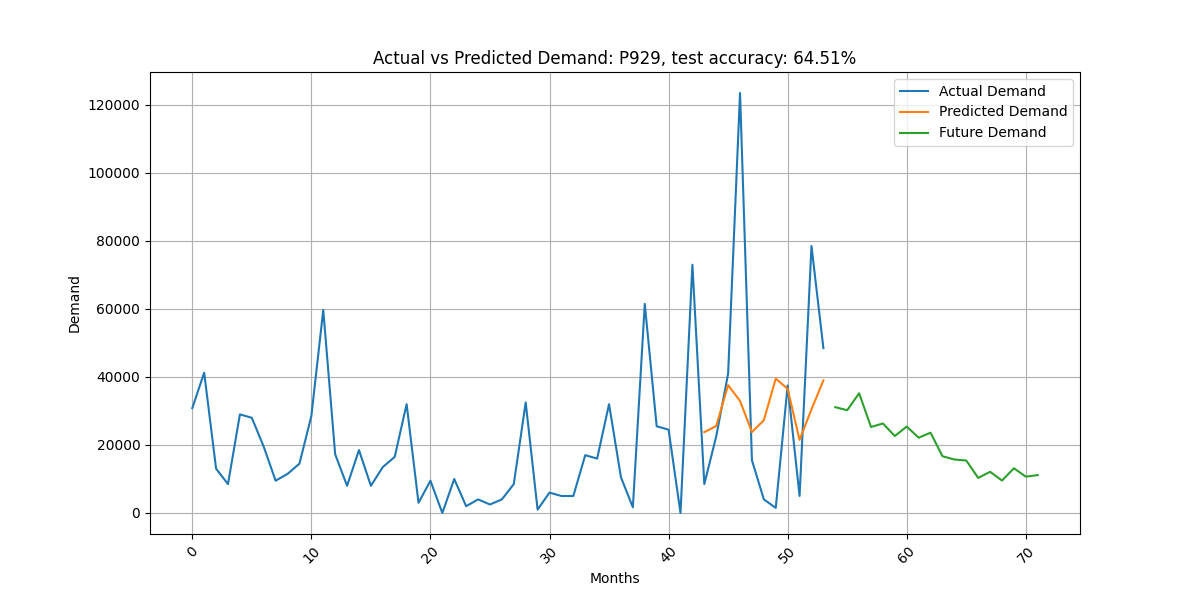 Actual vs Predicted Demand: P929, test accuracy: 64.51%
Actual Demand
Predicted Demand
Future Demand
120000
100000
80000
60000
40000
20000
0
Demand
0 10 20 30 40 50 60 70
Months